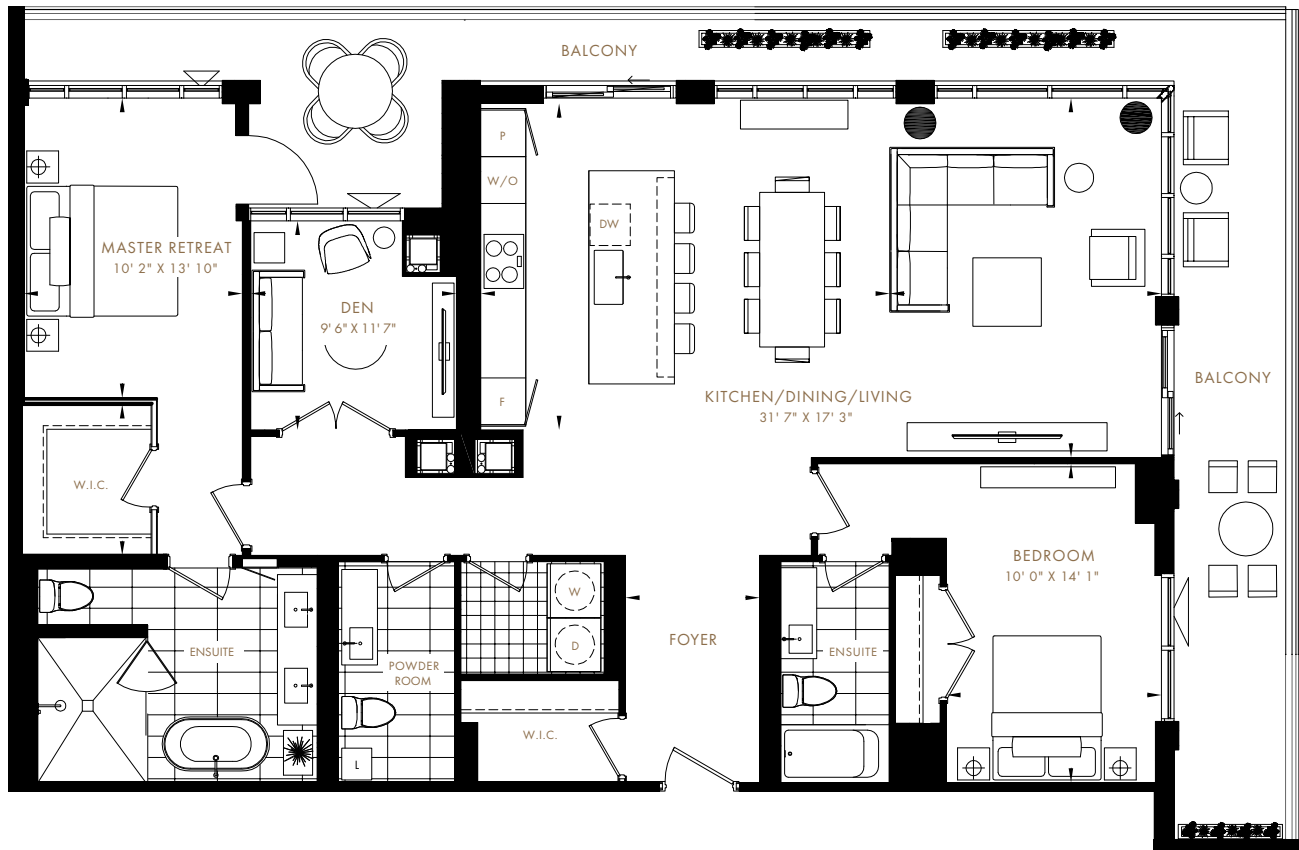 BALCONY
P
W/O
DW
MASTER RETREAT
10' 2" X 13' 10"
DEN
9' 6" X 11' 7"
BALCONY
F
KITCHEN/DINING/LIVING
31' 7" X 17' 3"
W.I.C.
BEDROOM
10' 0" X 14' 1"
W
D
FOYER
ENSUITE
POWDER
ROOM
ENSUITE
W.I.C.
L